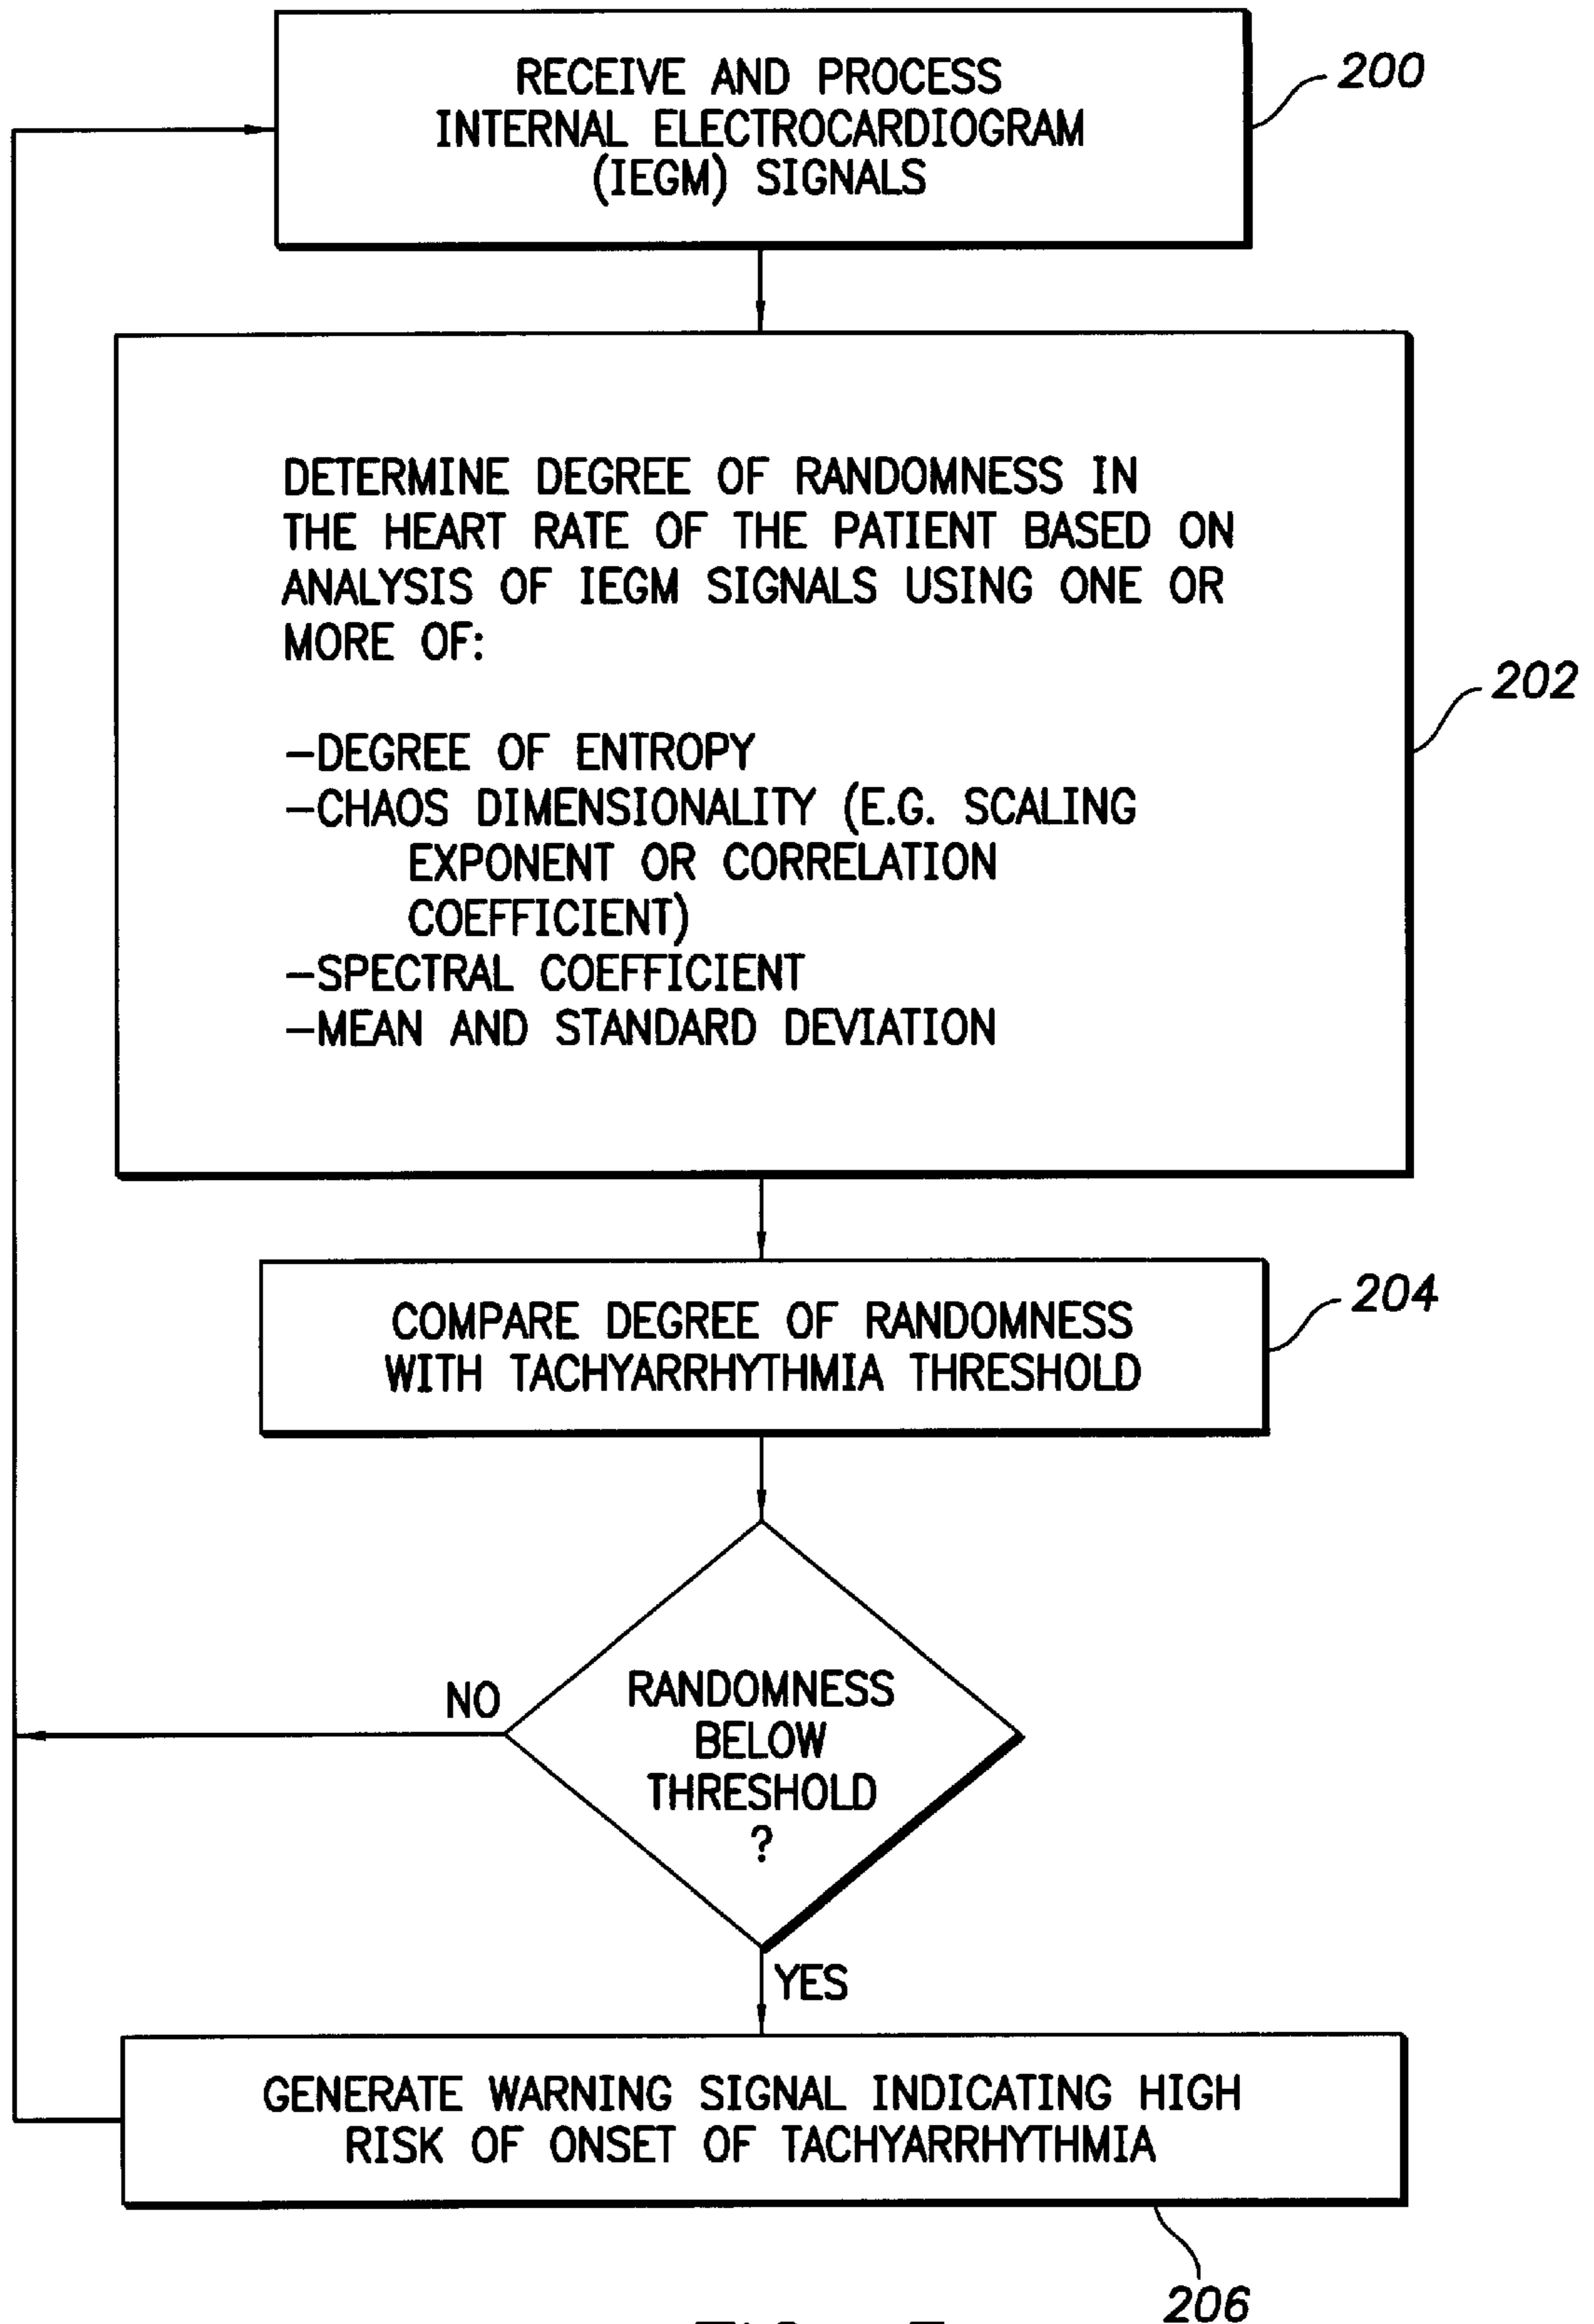 RECEIVE AND PROCESS
INTERNAL ELECTROCARDIOGRAM
(IEGM) SIGNALS
200
DETERMINE DEGREE OF RANDOMNESS IN
THE HEART RATE OF THE PATIENT BASED ON
ANALYSIS OF IEGM SIGNALS USING ONE OR
MORE OF:
202
-DEGREE OF ENTROPY
-CHAOS DIMENSIONALITY (E.G. SCALING
EXPONENT OR CORRELATION
COEFFICIENT)
-SPECTRAL COEFFICIENT
-MEAN AND STANDARD DEVIATION
COMPARE DEGREE OF RANDOMNESS
WITH TACHYARRHYTHMIA THRESHOLD
204
NO
RANDOMNESS
BELOW
THRESHOLD
?
YES
GENERATE WARNING SIGNAL INDICATING HIGH
RISK OF ONSET OF TACHYARRHYTHMIA
206